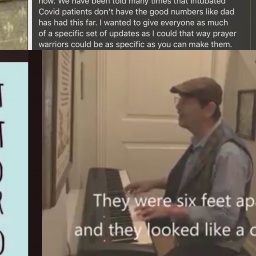 now. We have been told many times that intubated
Covid patients don't have the good numbers like dad
has had this far. I wanted to give everyone as much
of a specific set of updates as I could that way prayer
warriors could be as specific as you can make them.
They were six feet
and they looked like a